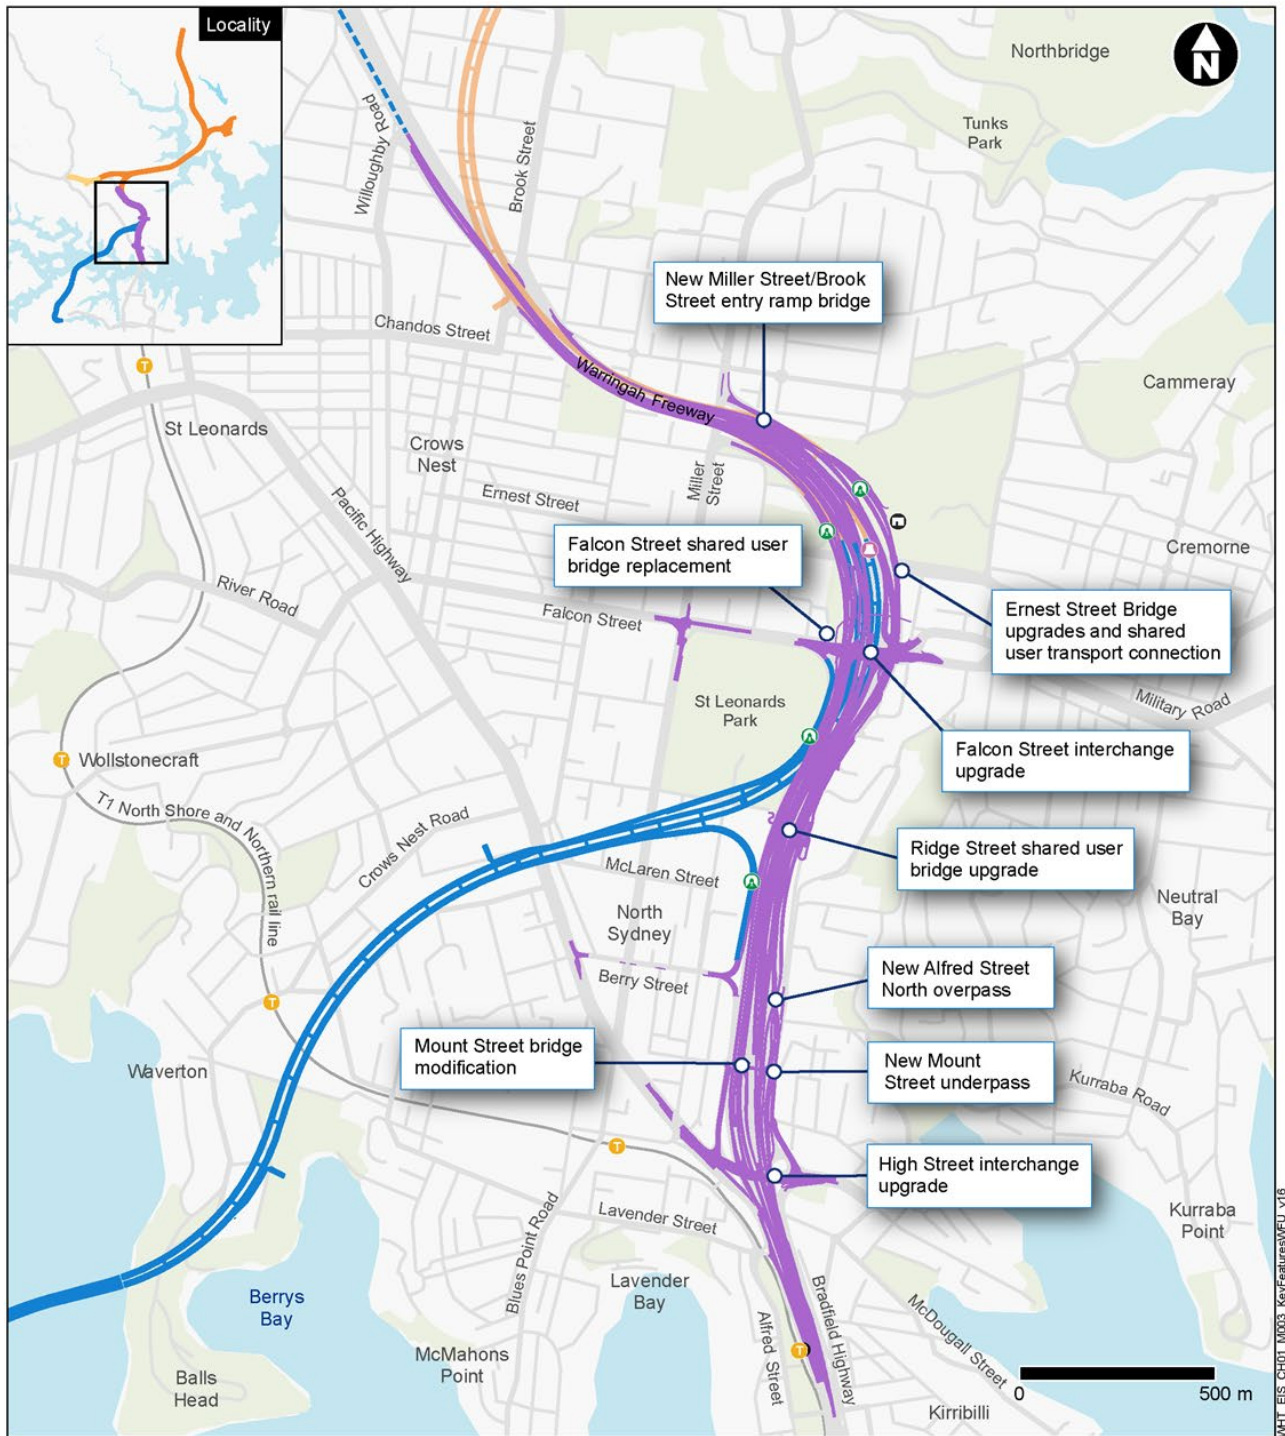 Locality
N
Northbridge
Tunks
Park
Willoughby Road
Brook Street
New Miller Street/Brook
Street entry ramp bridge
Chandos Street
Warringah Freeway
T
Cammeray
St Leonards
Crows
Nest
Miller
Street
Ernest Street
Pacific Highway
Falcon Street shared user
bridge replacement
Cremorne
River Road
Falcon Street
Ernest Street Bridge
upgrades and shared
user transport connection
St Leonards
Park
Military Road
Falcon Street interchange
upgrade
T
Wollstonecraft
T1 North Shore and Northern rail line
Crows Nest Road
McLaren Street
Ridge Street shared user
bridge upgrade
Neutral
Bay
North
Sydney
Berry Street
New Alfred Street
North overpass
T
Mount Street bridge
modification
New Mount
Street underpass
Waverton
Kurraba Road
T
High Street interchange
upgrade
Kurraba
Point
Lavender Street
Blues Point Road
Lavender
Bay
Berrys
Bay
Bradfield Highway
Alfred Street
McDougall Street
T
McMahons
Point
Balls
Head
0 500 m
Kirribilli
WHT_EIS_CH01_M003_KeyFeaturesWFU_v16